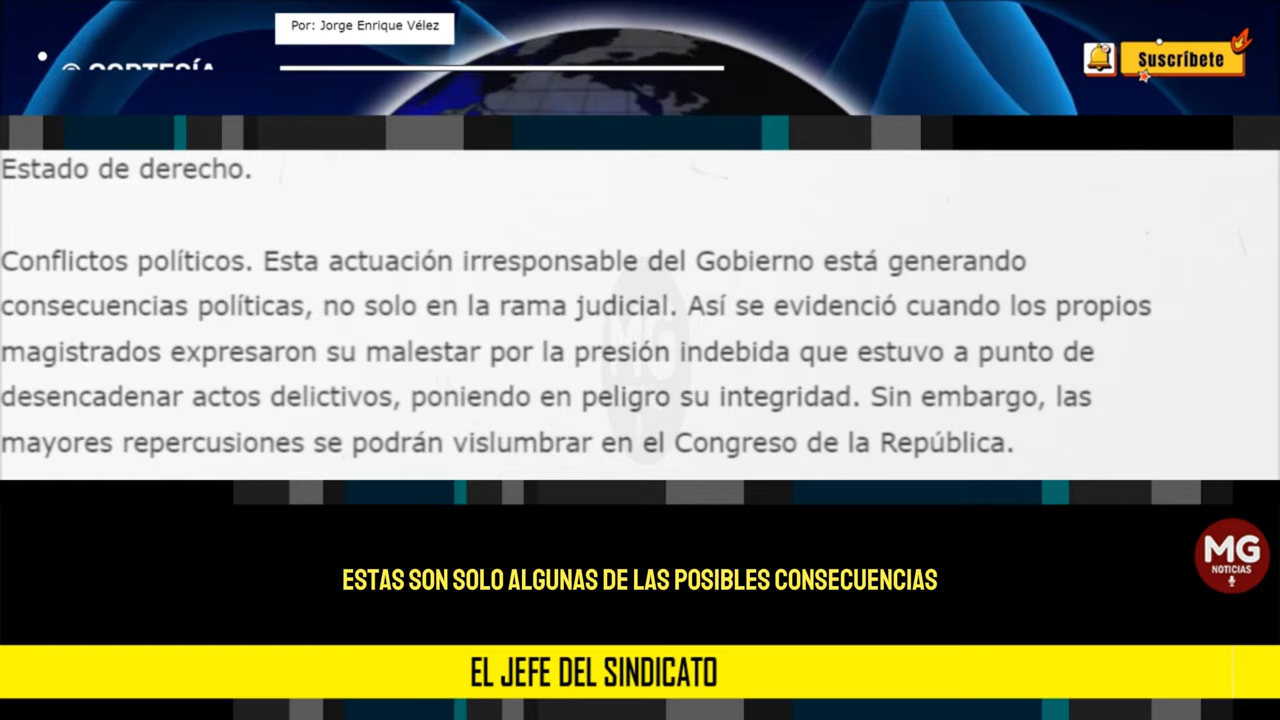 Por: Jorge Enrique Vélez
© CORTESÍA
Suscríbete
Estado de derecho.
Conflictos políticos. Esta actuación irresponsable del Gobierno está generando
consecuencias políticas, no solo en la rama judicial. Así se evidenció cuando los propios
magistrados expresaron su malestar por la presión indebida que estuvo a punto de
desencadenar actos delictivos, poniendo en peligro su integridad. Sin embargo, las
mayores repercusiones se podrán vislumbrar en el Congreso de la República.
MG
NOTICIAS
ESTAS SON SOLO ALGUNAS DE LAS POSIBLES CONSECUENCIAS
EL JEFE DEL SINDICATO